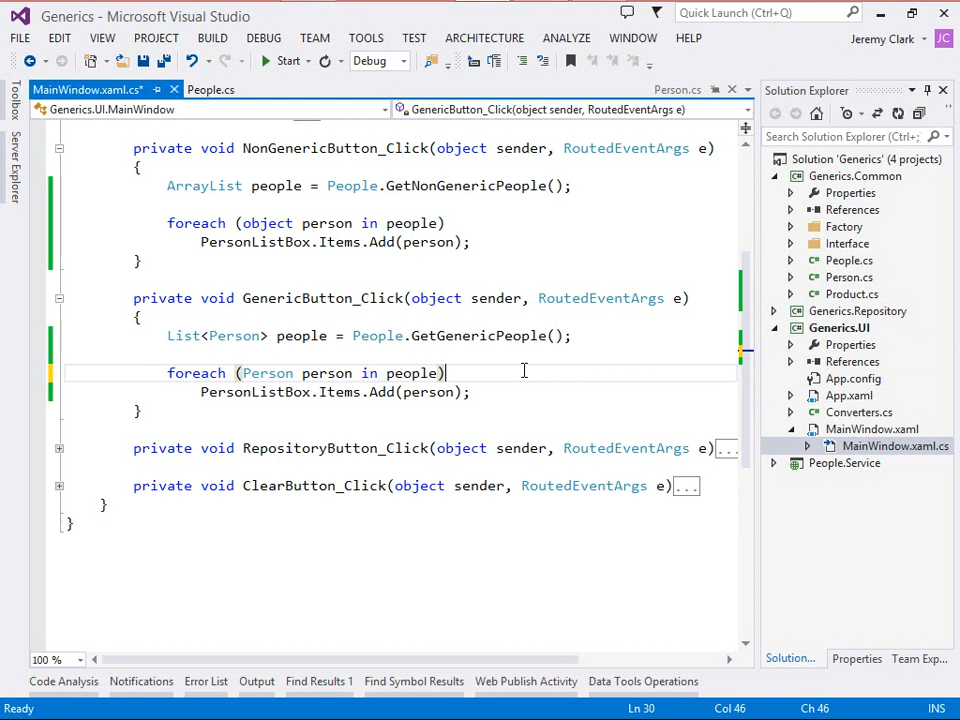 Generics - Microsoft Visual Studio
Quick Launch (Ctrl+Q)
FILE EDIT VIEW PROJECT BUILD DEBUG TEAM TOOLS TEST ARCHITECTURE ANALYZE WINDOW HELP
Jeremy Clark JC
Start Debug
Toolbox
Server Explorer
MainWindow.xaml.cs* People.cs Person.cs
Generics.UI.MainWindow GenericButton_Click(object sender, RoutedEventArgs e)
private void NonGenericButton_Click(object sender, RoutedEventArgs e)
{
ArrayList people = People.GetNonGenericPeople();
foreach (object person in people)
PersonListBox.Items.Add(person);
}
private void GenericButton_Click(object sender, RoutedEventArgs e)
{
List<Person> people = People.GetGenericPeople();
foreach (Person person in people)
PersonListBox.Items.Add(person);
}
private void RepositoryButton_Click(object sender, RoutedEventArgs e)...
private void ClearButton_Click(object sender, RoutedEventArgs e)...
}
}
100 %
Solution Explorer
Search Solution Explorer (Ctrl+;
Solution 'Generics' (4 projects)
Generics.Common
Properties
References
Factory
Interface
People.cs
Person.cs
Product.cs
Generics.Repository
Generics.UI
Properties
References
App.config
App.xaml
Converters.cs
MainWindow.xaml
MainWindow.xaml.cs
People.Service
Solution... Properties Team Exp...
Code Analysis Notifications Error List Output Find Results 1 Find Symbol Results Web Publish Activity Data Tools Operations
Ready Ln 30 Col 46 Ch 46 INS